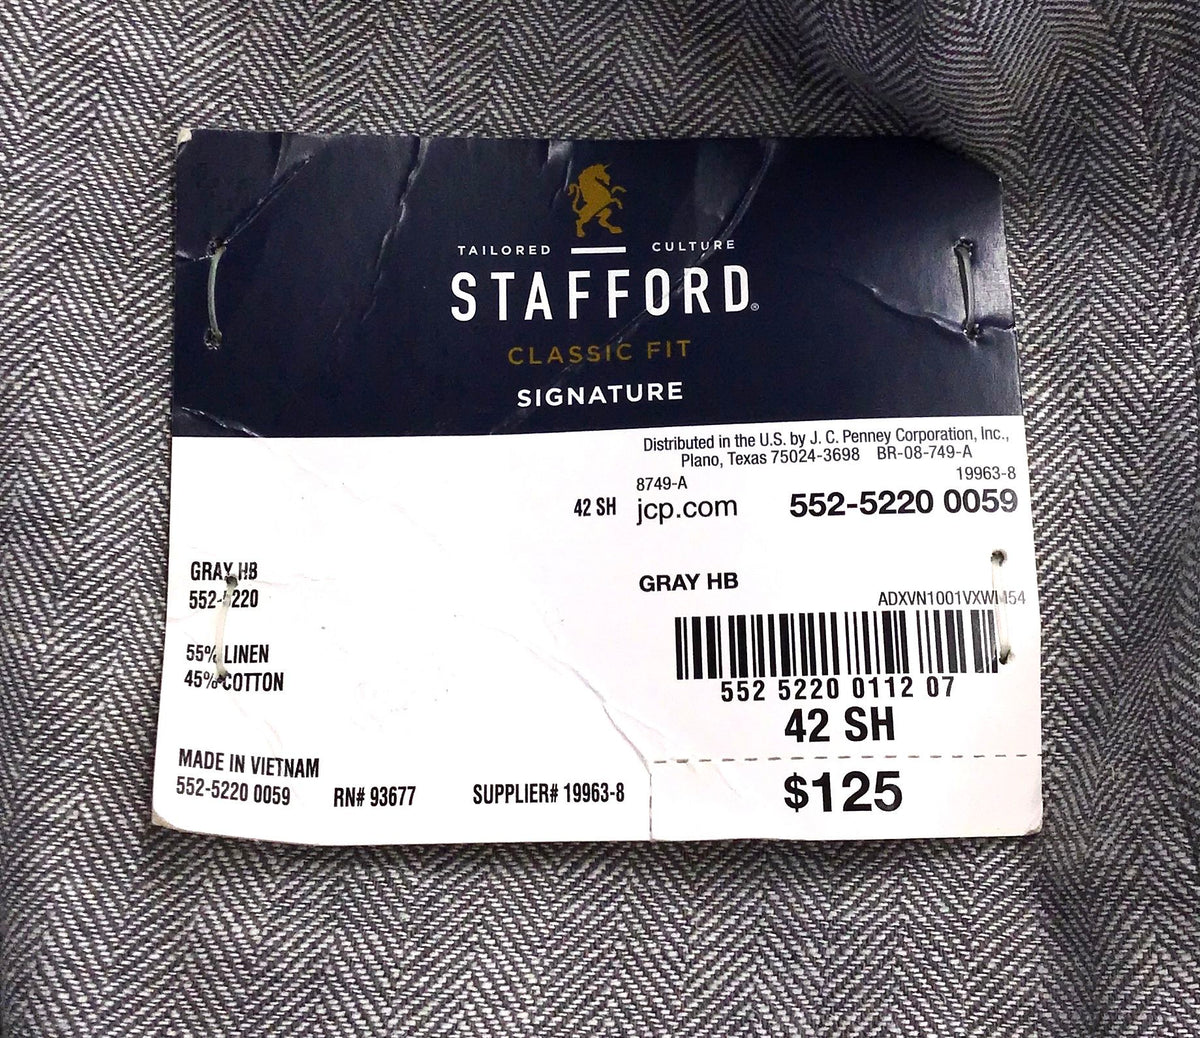 TAILORED CULTURE
STAFFORD®
CLASSIC FIT
SIGNATURE
Distributed in the U.S. by J. C. Penney Corporation, Inc.,
Plano, Texas 75024-3698 BR-08-749-A
8749-A 19963-8
42 SH jcp.com 552-5220 0059
GRAY HB
552-5220
55% LINEN
45% COTTON
MADE IN VIETNAM
552-5220 0059 RN# 93677 SUPPLIER# 19963-8
GRAY HB
ADXVN1001VXWM54
552 5220 0112 07
42 SH
$125